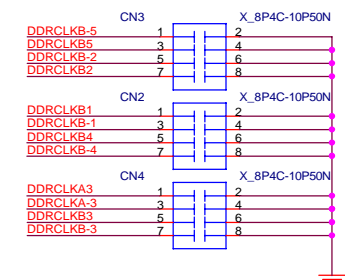 CN3 X_8P4C-10P50N
DDRCLKB-5 1 2
DDRCLKB5 3 4
DDRCLKB-2 5 6
DDRCLKB2 7 8
CN2 X_8P4C-10P50N
DDRCLKB1 1 2
DDRCLKB-1 3 4
DDRCLKB4 5 6
DDRCLKB-4 7 8
CN4 X_8P4C-10P50N
DDRCLKA3 1 2
DDRCLKA-3 3 4
DDRCLKB3 5 6
DDRCLKB-3 7 8